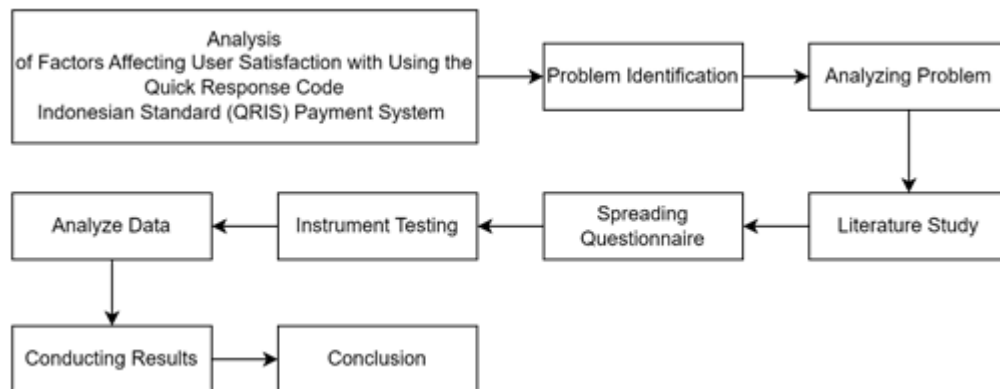 Analysis
of Factors Affecting User Satisfaction with Using the
Quick Response Code
Indonesian Standard (QRIS) Payment System
Problem Identification
Analyzing Problem
Literature Study
Spreading
Questionnaire
Instrument Testing
Analyze Data
Conducting Results
Conclusion